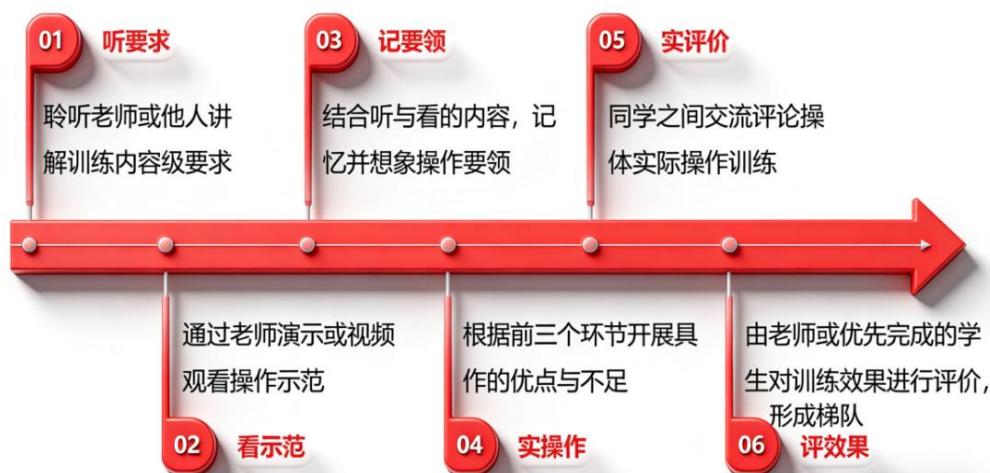 01 听要求
聆听老师或他人讲
解训练内容级要求
03 记要领
结合听与看的内容，记
忆并想象操作要领
05 实评价
同学之间交流评论操
体实际操作训练
通过老师演示或视频
观看操作示范
02 看示范
根据前三个环节开展具
作的优点与不足
04 实操作
由老师或优先完成的学
生对训练效果进行评价，
形成梯队
06 评效果